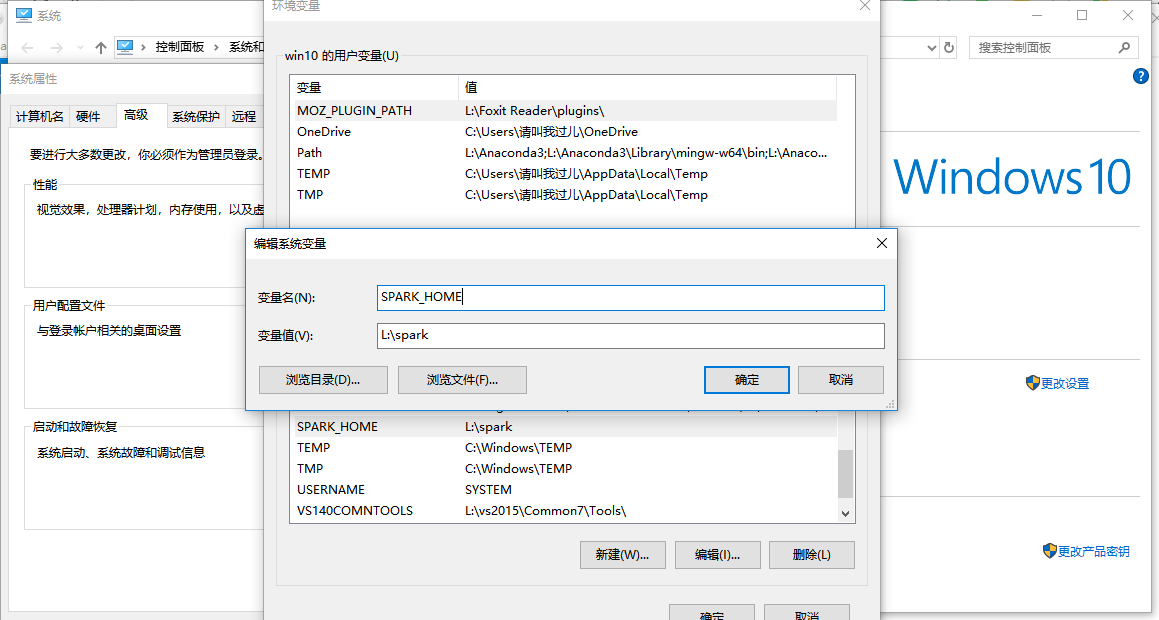 环境变量
系统
控制面板 系统和
搜索控制面板
系统属性
计算机名 硬件 高级 系统保护 远程
要进行大多数更改，你必须作为管理员登录。
性能
视觉效果，处理器计划，内存使用，以及虚
用户配置文件
与登录帐户相关的桌面设置
启动和故障恢复
系统启动、系统故障和调试信息
win10 的用户变量(U)
变量 值
MOZ_PLUGIN_PATH L:\Foxit Reader\plugins\
OneDrive C:\Users\请叫我过儿\OneDrive
Path L:\Anaconda3;L:\Anaconda3\Library\mingw-w64\bin;L:\Anaco...
TEMP C:\Users\请叫我过儿\AppData\Local\Temp
TMP C:\Users\请叫我过儿\AppData\Local\Temp
编辑系统变量
变量名(N): SPARK_HOME
变量值(V): L:\spark
浏览目录(D)... 浏览文件(F)... 确定 取消
SPARK_HOME L:\spark
TEMP C:\Windows\TEMP
TMP C:\Windows\TEMP
USERNAME SYSTEM
VS140COMNTOOLS L:\vs2015\Common7\Tools\
新建(W)... 编辑(I)... 删除(L)
确定 取消
Windows 10
更改设置
更改产品密钥